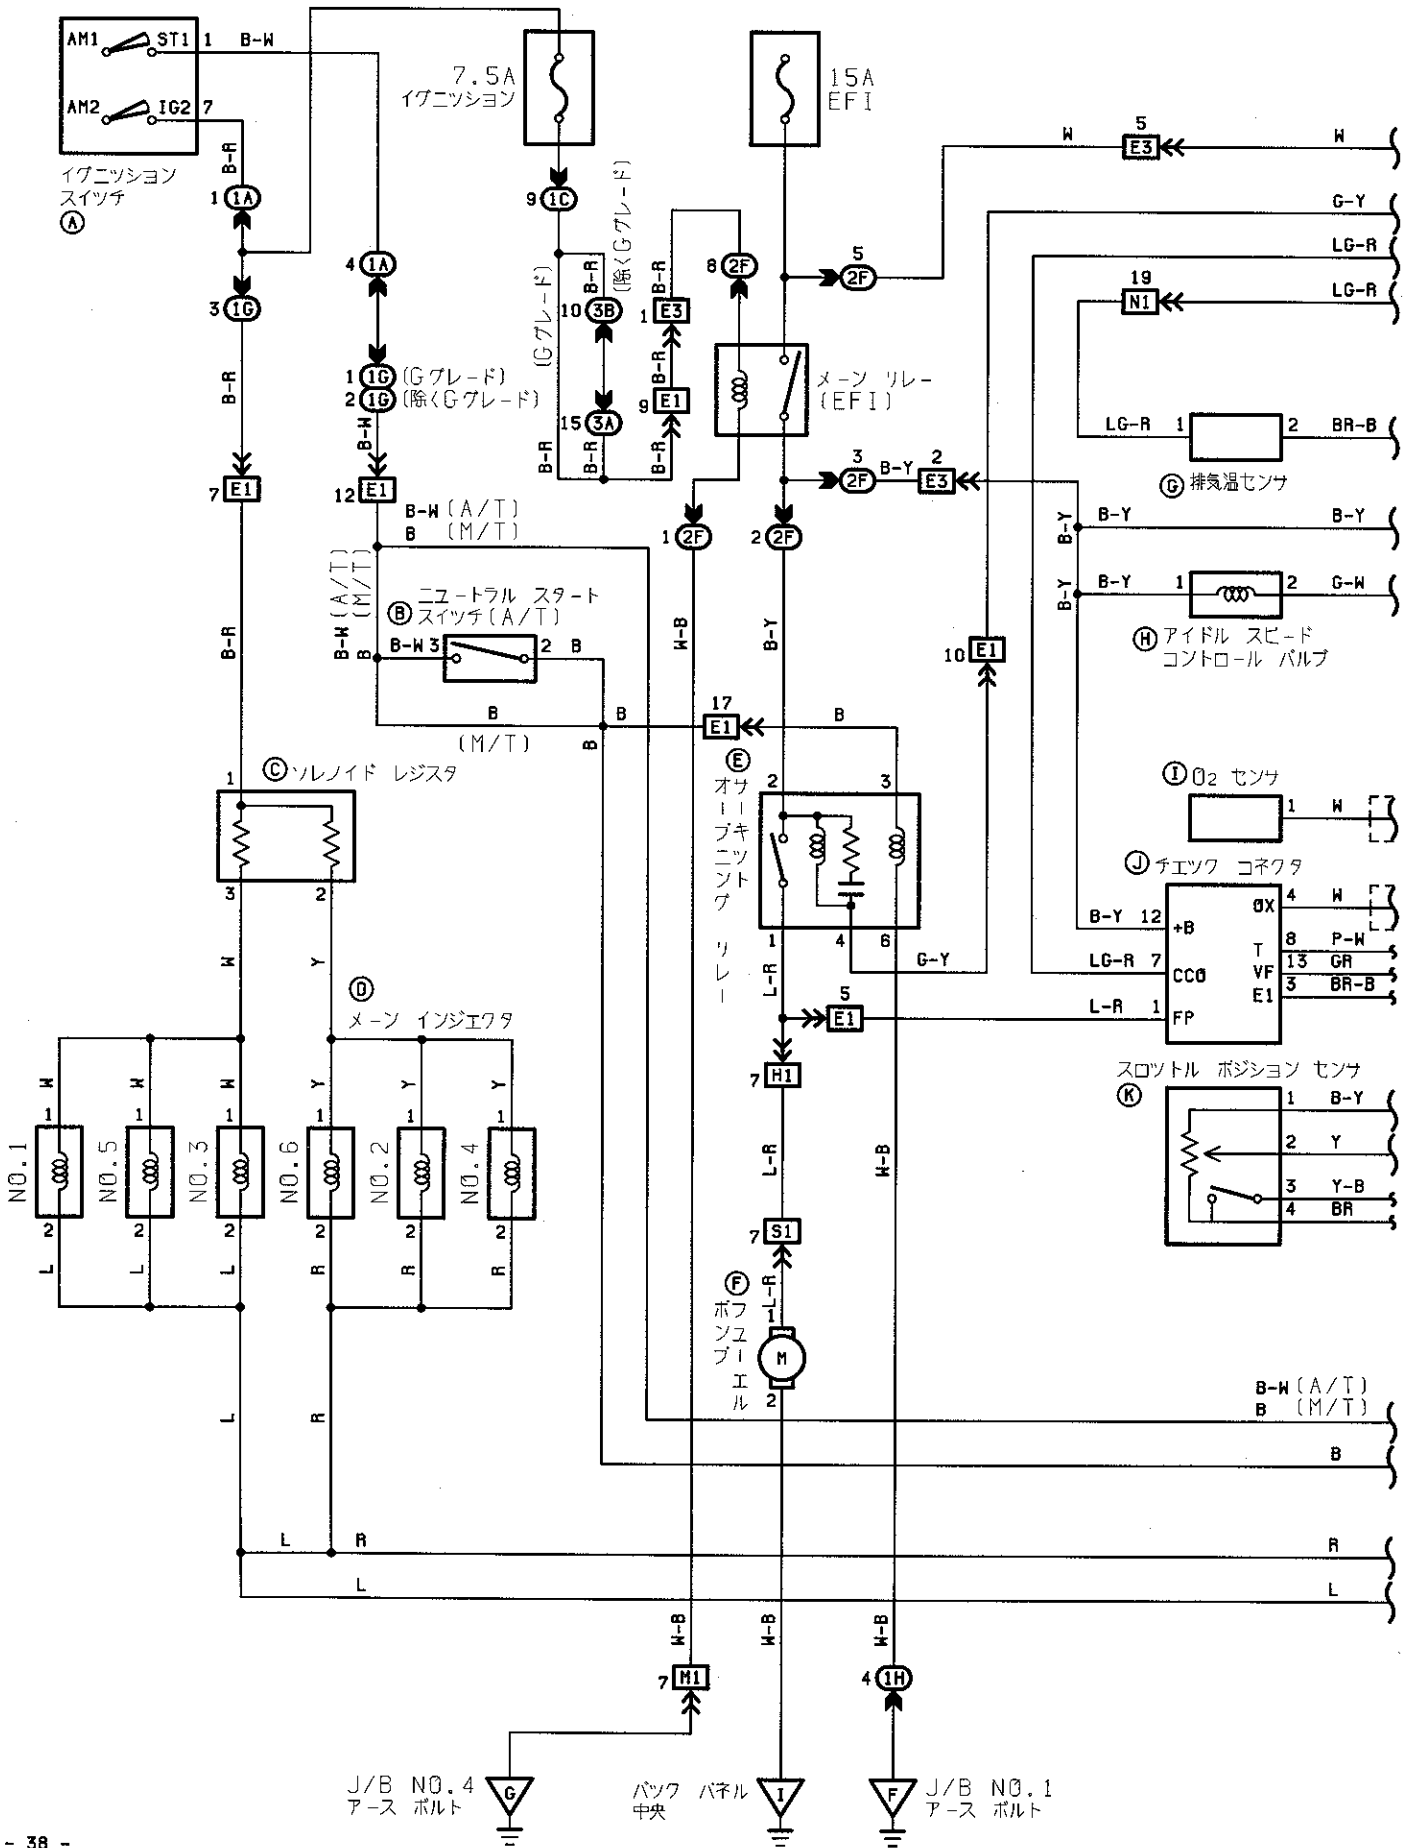 AM1 ST1 1 B-W
AM2 IG2 7
イグニッション
スイッチ
A
B-R
1 1A
3 1G
B-R
7 E1
B-R
4 1A
1 1G (Gグレード)
2 1G (除くGグレード)
B-W
12 E1
B-W (A/T)
B (M/T)
B-W (A/T)
B (M/T)
7.5A
イグニッション
9 1C
(Gグレード)
B-R
(除くGグレード)
10 3B
15 3A
B-R
B-R
B-R
1 E3
B-R
9 E1
B-R
15A
EFI
8 2F
5
2F
W
5
E3
W
G-Y
LG-R
19
N1
LG-R
メーン リレー
(EFI)
LG-R 1
2 BR-B
G 排気温センサ
3
2F
B-Y
2
E3
1 2F
2 2F
B-Y
B-Y
B-Y
B-Y
B-Y 1
2 G-W
H アイドル スピード
コントロール バルブ
B ニュートラル スタート
スイッチ(A/T)
B-W 3
2 B
W-B
B-Y
10 E1
B
(M/T)
B
B
17
E1
B
C ソレノイド レジスタ
1
3 2
E
サーキット
オープニング リレー
2 3
1 4 6
G-Y
L-R
5
E1
7 H1
L-R
7 S1
L-R
F
フューエル
ポンプ
1
M
2
W-B
I O2 センサ
1 W
J チェック コネクタ
B-Y 12 +B
LG-R 7 CCO
L-R 1 FP
OX 4 W
T 8 P-W
VF 13 GR
E1 3 BR-B
スロットル ポジション センサ
K
1 B-Y
2 Y
3 Y-B
4 BR
W Y
D
メーン インジェクタ
W W W Y Y Y
1 1 1 1 1 1
NO.1 NO.5 NO.3 NO.6 NO.2 NO.4
2 2 2 2 2 2
L L L R R R
L R
B-W (A/T)
B (M/T)
B
L R
R
L
L
W-B W-B W-B
7 M1
4 1H
J/B NO.4
アース ボルト
G
バック パネル
中央
I
F
J/B NO.1
アース ボルト
- 38 -